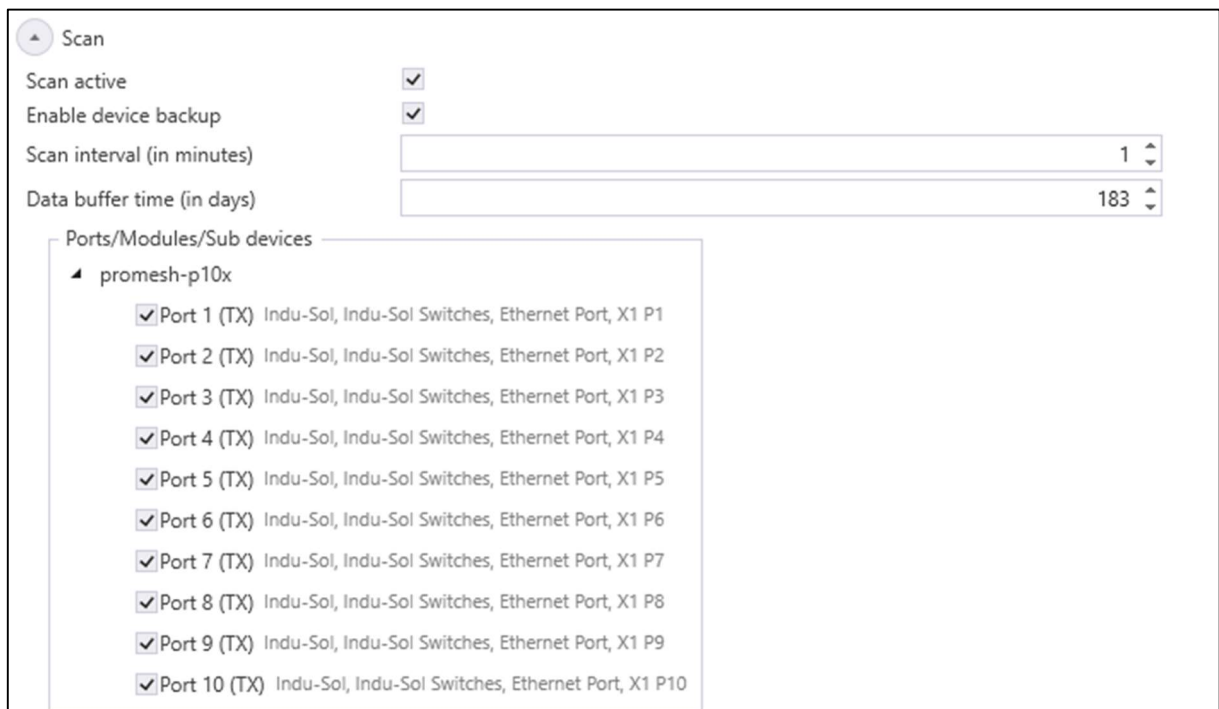 Scan
Scan active
Enable device backup
Scan interval (in minutes) 1
Data buffer time (in days) 183
Ports/Modules/Sub devices
promesh-p10x
Port 1 (TX) Indu-Sol, Indu-Sol Switches, Ethernet Port, X1 P1
Port 2 (TX) Indu-Sol, Indu-Sol Switches, Ethernet Port, X1 P2
Port 3 (TX) Indu-Sol, Indu-Sol Switches, Ethernet Port, X1 P3
Port 4 (TX) Indu-Sol, Indu-Sol Switches, Ethernet Port, X1 P4
Port 5 (TX) Indu-Sol, Indu-Sol Switches, Ethernet Port, X1 P5
Port 6 (TX) Indu-Sol, Indu-Sol Switches, Ethernet Port, X1 P6
Port 7 (TX) Indu-Sol, Indu-Sol Switches, Ethernet Port, X1 P7
Port 8 (TX) Indu-Sol, Indu-Sol Switches, Ethernet Port, X1 P8
Port 9 (TX) Indu-Sol, Indu-Sol Switches, Ethernet Port, X1 P9
Port 10 (TX) Indu-Sol, Indu-Sol Switches, Ethernet Port, X1 P10